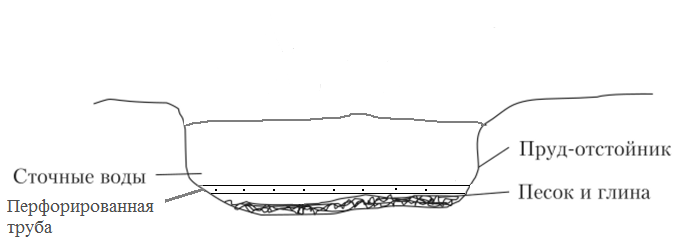 Сточные воды
Перфорированная
труба
Пруд-отстойник
Песок и глина